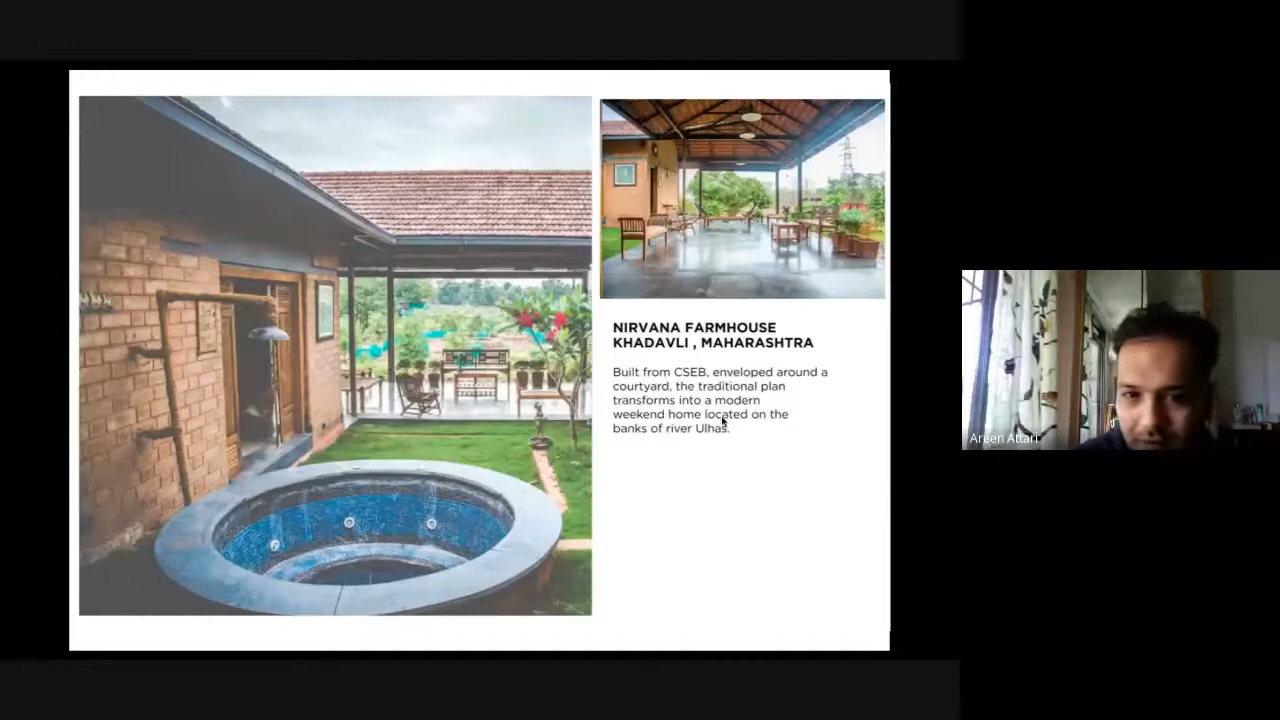 NIRVANA FARMHOUSE
KHADAVLI , MAHARASHTRA
Built from CSEB, enveloped around a
courtyard, the traditional plan
transforms into a modern
weekend home located on the
banks of river Ulhas.
Areen Attari